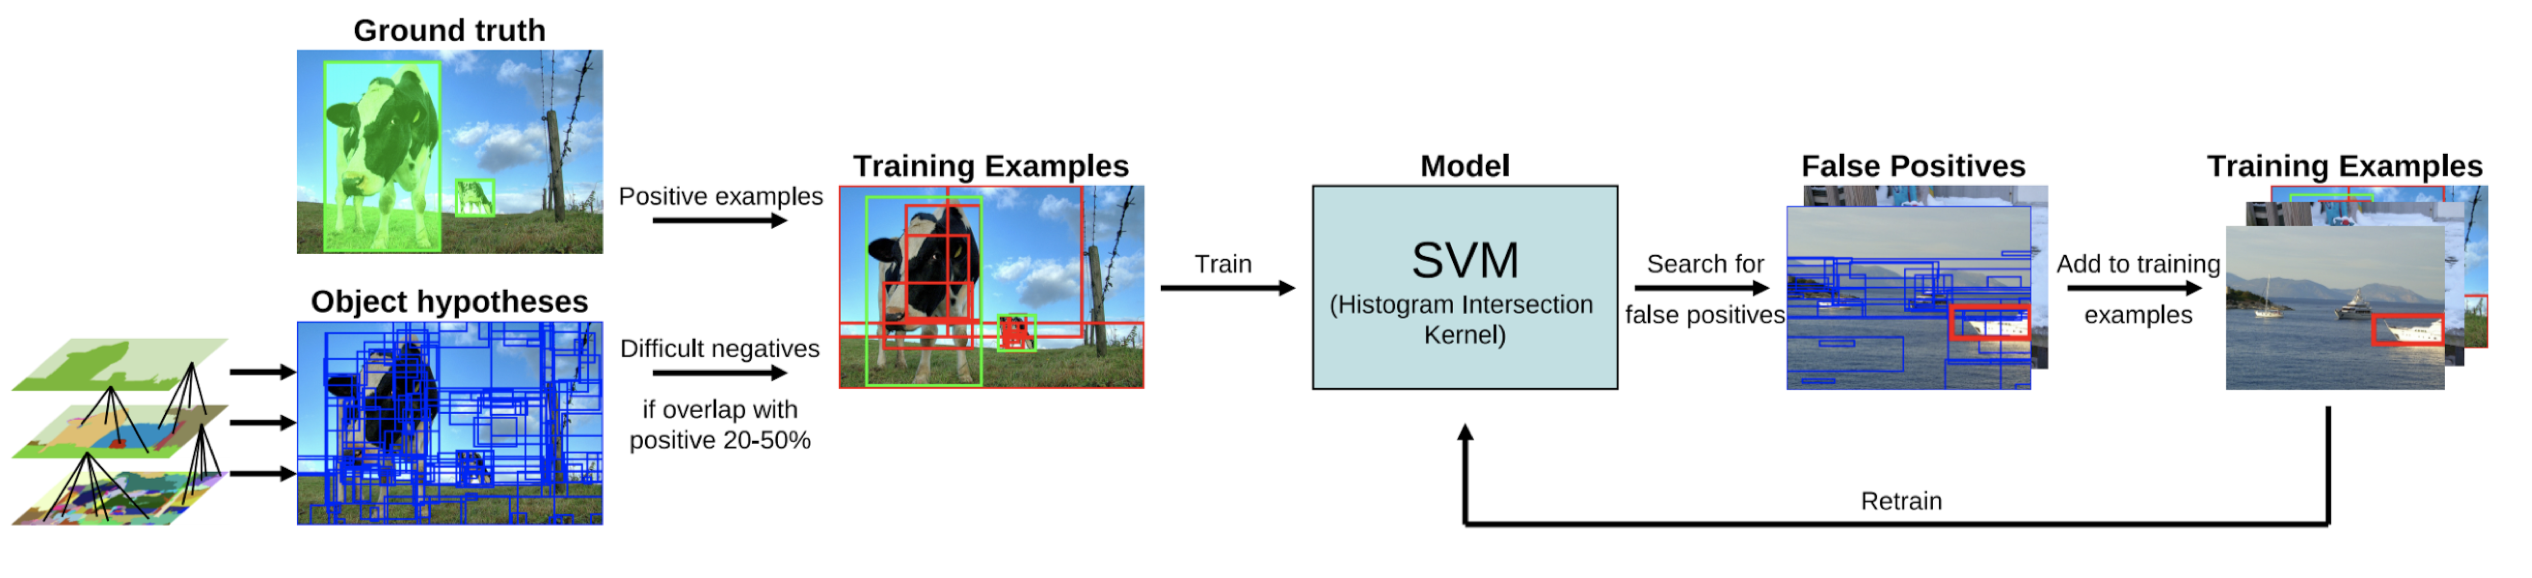 Ground truth
Object hypotheses
Positive examples
Difficult negatives
if overlap with
positive 20-50%
Training Examples
Train
Model
SVM
(Histogram Intersection
Kernel)
Search for
false positives
False Positives
Add to training
examples
Training Examples
Retrain